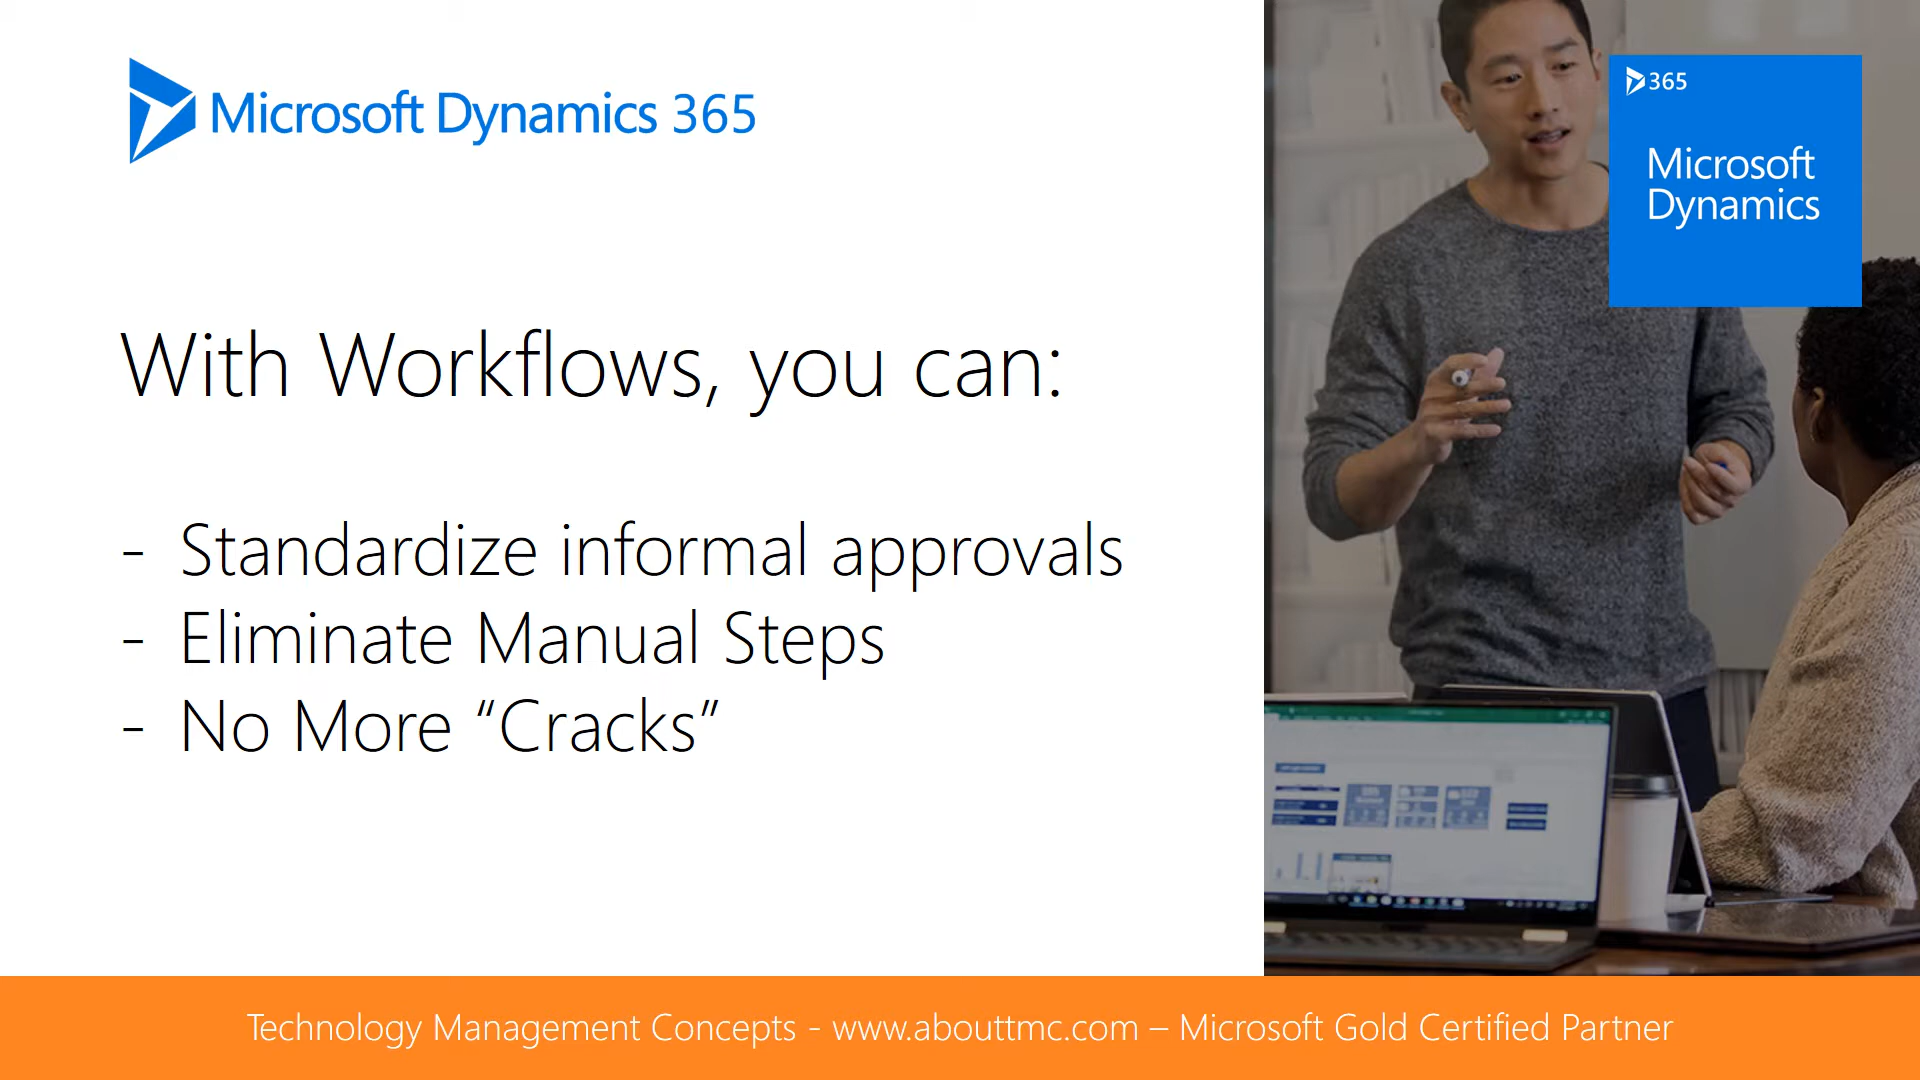 Microsoft Dynamics 365
365
Microsoft
Dynamics
With Workflows, you can:
- Standardize informal approvals
- Eliminate Manual Steps
- No More “Cracks”
Technology Management Concepts - www.abouttmc.com – Microsoft Gold Certified Partner